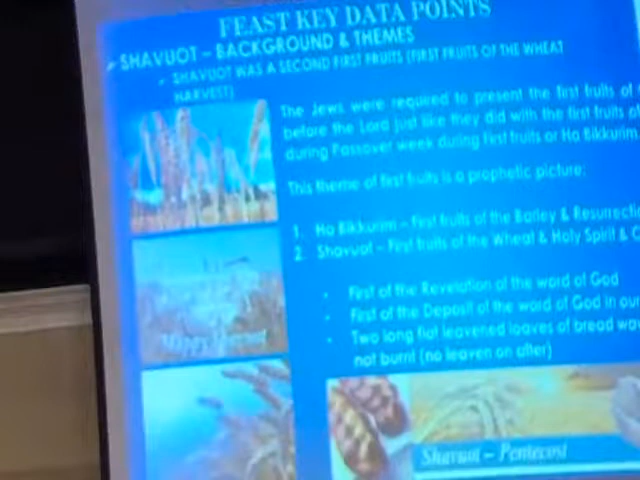 FEAST KEY DATA POINTS
SHAVUOT – BACKGROUND & THEMES
SHAVUOT WAS A SECOND FIRST FRUITS (FIRST FRUITS OF THE WHEAT
HARVEST)
The Jews were required to present the first fruits of
before the Lord just like they did with the first fruits of
during Passover week during first fruits or Ha Bikkurim
This theme of first fruits is a prophetic picture:
1. Ha Bikkurim – First fruits of the Barley & Resurrecti
2. Shavuot – First fruits of the Wheat & Holy Spirit & C
• First of the Revelation of the word of God
• First of the Deposit of the word of God in our
• Two long flat leavened loaves of bread wa
not burnt (no leaven on alter)
Happy Shavuot
Shavuot – Pentecost